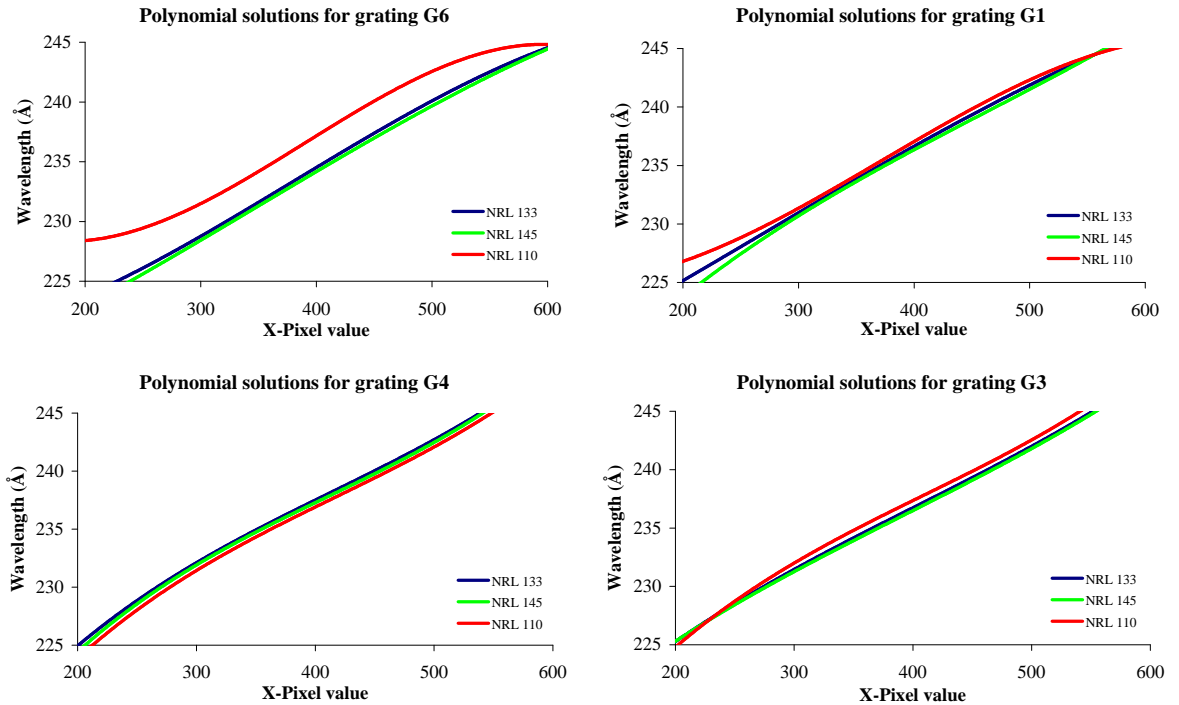 Polynomial solutions for grating G6
245
240
235
230
225
200
300
400
500
600
Wavelength (Å)
X-Pixel value
NRL 133
NRL 145
NRL 110
Polynomial solutions for grating G1
245
240
235
230
225
200
300
400
500
600
Wavelength (Å)
X-Pixel value
NRL 133
NRL 145
NRL 110
Polynomial solutions for grating G4
245
240
235
230
225
200
300
400
500
600
Wavelength (Å)
X-Pixel value
NRL 133
NRL 145
NRL 110
Polynomial solutions for grating G3
245
240
235
230
225
200
300
400
500
600
Wavelength (Å)
X-Pixel value
NRL 133
NRL 145
NRL 110